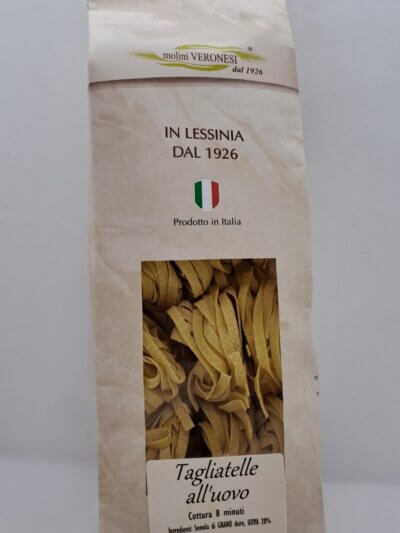 molini VERONESI ®
dal 1926
IN LESSINIA
DAL 1926
Prodotto in Italia
Tagliatelle
all'uovo
Cottura 8 minuti
Ingredienti: Semola di GRANO duro, UOVA 20%